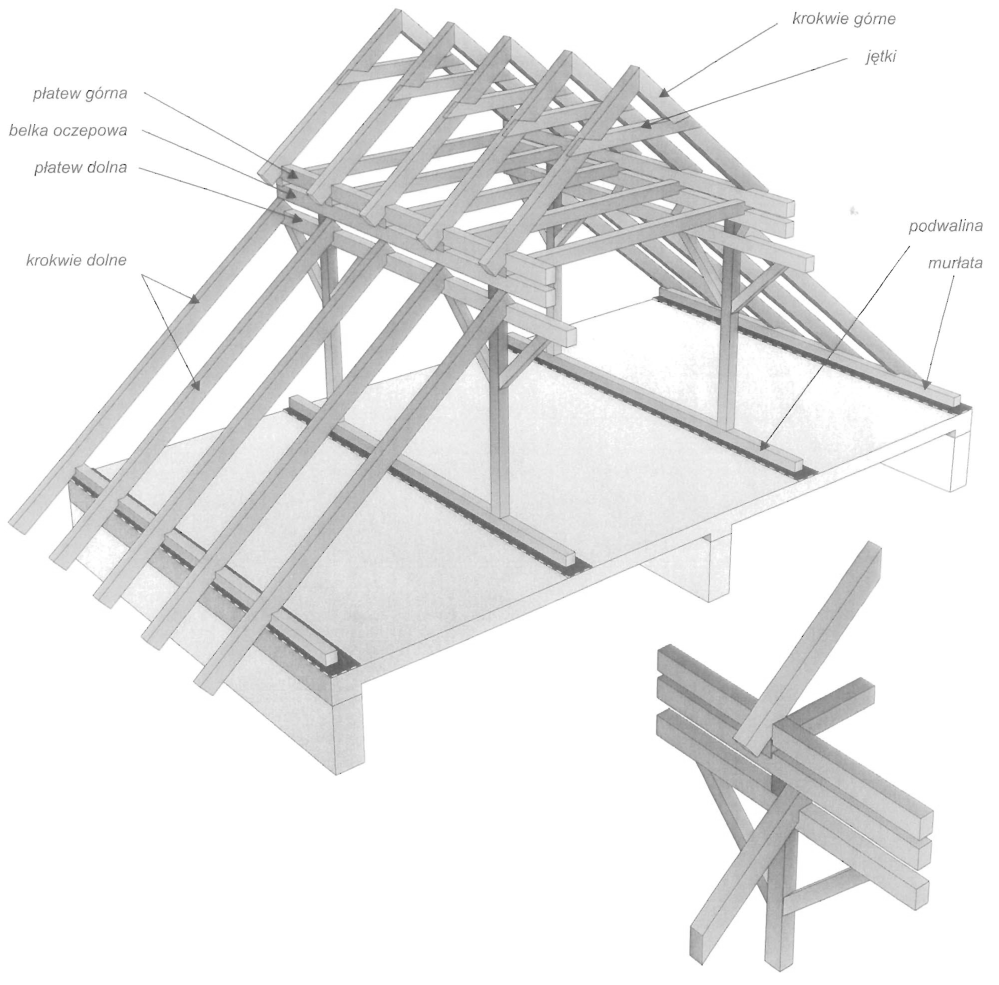 krokwie górne
jętki
płatew górna
belka oczepowa
płatew dolna
krokwie dolne
podwalina
murłata